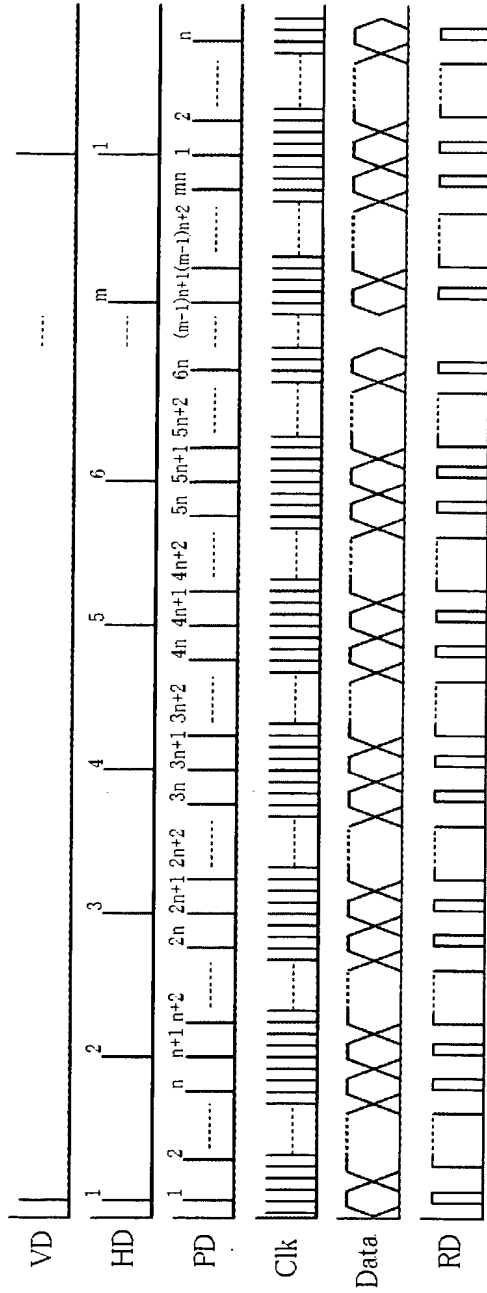 VD
HD 1 2 3 4 5 6 m 1
PD 1 2 n n+1 n+2 2n 2n+1 2n+2 3n 3n+1 3n+2 4n 4n+1 4n+2 5n 5n+1 5n+2 6n (m-1)n+1 (m-1)n+2 mn 1 2 n
Clk
Data
RD